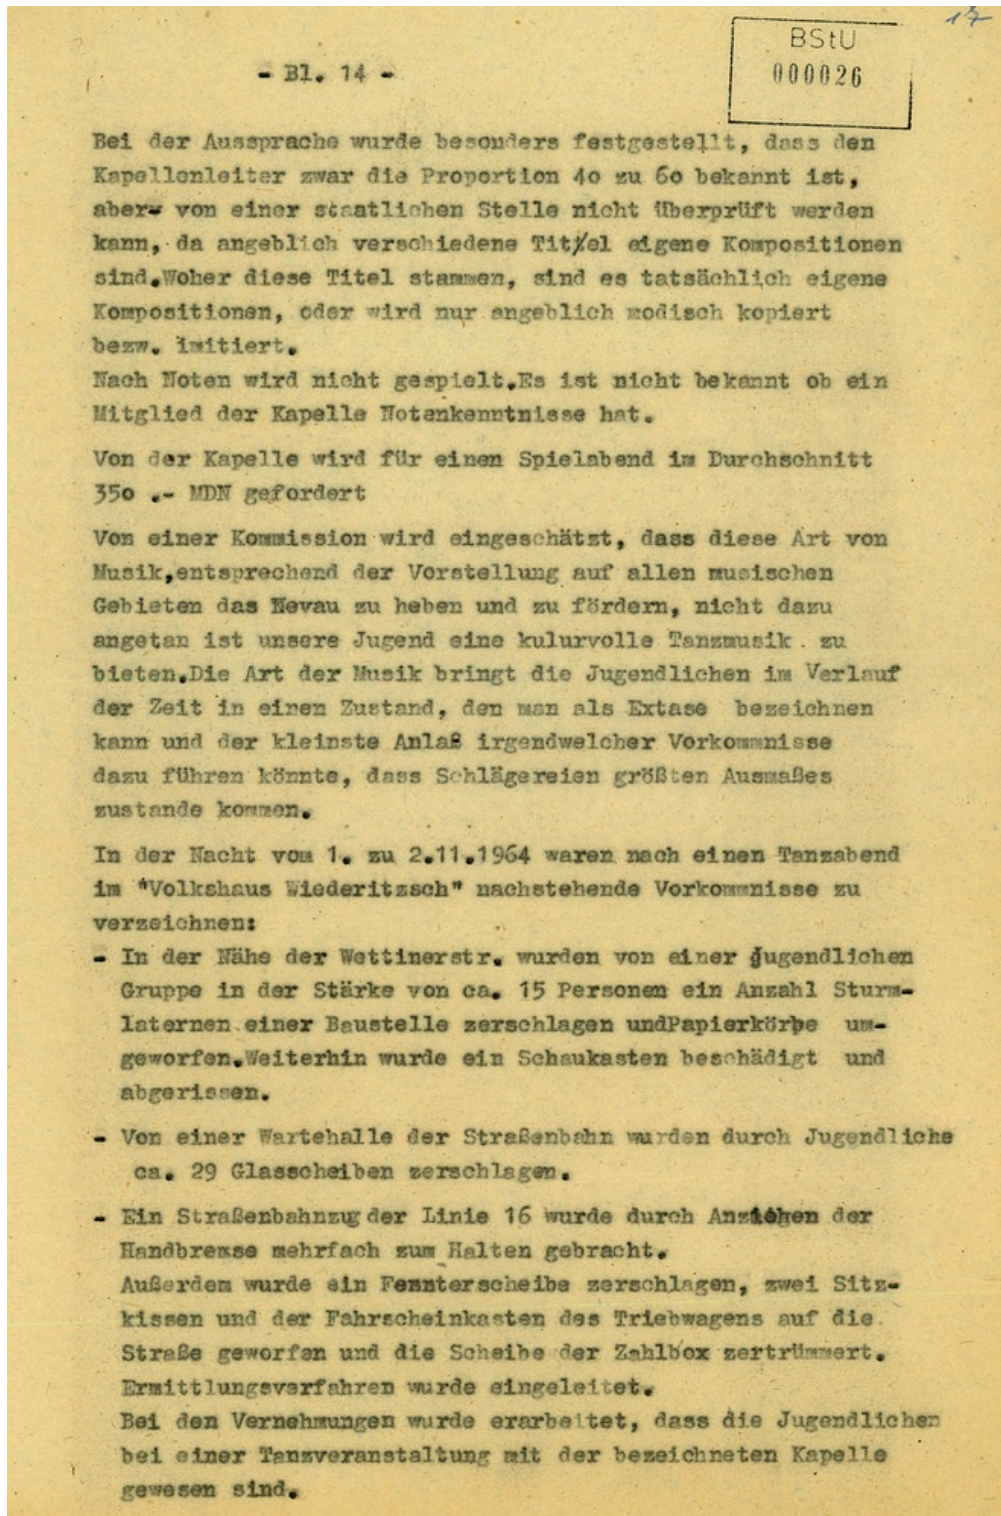 17
BStU
000026
- Bl. 14 -
Bei der Aussprache wurde besonders festgestellt, dass den
Kapellenleiter zwar die Proportion 4o zu 6o bekannt ist,
aber von einer staatlichen Stelle nicht überprüft werden
kann, da angeblich verschiedene Titel eigene Kompositionen
sind.Woher diese Titel stammen, sind es tatsächlich eigene
Kompositionen, oder wird nur angeblich modisch kopiert
bezw. imitiert.
Nach Noten wird nicht gespielt.Es ist nicht bekannt ob ein
Mitglied der Kapelle Notenkenntnisse hat.
Von der Kapelle wird für einen Spielabend im Durchschnitt
35o .- MDN gefordert
Von einer Kommission wird eingeschätzt, dass diese Art von
Musik,entsprechend der Vorstellung auf allen musischen
Gebieten das Nevau zu heben und zu fördern, nicht dazu
angetan ist unsere Jugend eine kulurvolle Tanzmusik zu
bieten.Die Art der Musik bringt die Jugendlichen im Verlauf
der Zeit in einen Zustand, den man als Extase bezeichnen
kann und der kleinste Anlaß irgendwelcher Vorkommnisse
dazu führen könnte, dass Schlägereien größten Ausmaßes
zustande kommen.
In der Nacht vom 1. zu 2.11.1964 waren nach einen Tanzabend
im "Volkshaus Wiederitzsch" nachstehende Vorkommnisse zu
verzeichnen:
- In der Nähe der Wettinerstr. wurden von einer Jugendlichen
Gruppe in der Stärke von ca. 15 Personen ein Anzahl Sturm-
laternen einer Baustelle zerschlagen undPapierkörbe um-
geworfen.Weiterhin wurde ein Schaukasten beschädigt und
abgerissen.
- Von einer Wartehalle der Straßenbahn wurden durch Jugendliche
ca. 29 Glasscheiben zerschlagen.
- Ein Straßenbahnzug der Linie 16 wurde durch Anziehen der
Handbremse mehrfach zum Halten gebracht.
Außerdem wurde ein Fennterscheibe zerschlagen, zwei Sitz-
kissen und der Fahrscheinkasten des Triebwagens auf die
Straße geworfen und die Scheibe der Zahlbox zertrümmert.
Ermittlungsverfahren wurde eingeleitet.
Bei den Vernehmungen wurde erarbeitet, dass die Jugendlichen
bei einer Tanzveranstaltung mit der bezeichneten Kapelle
gewesen sind.